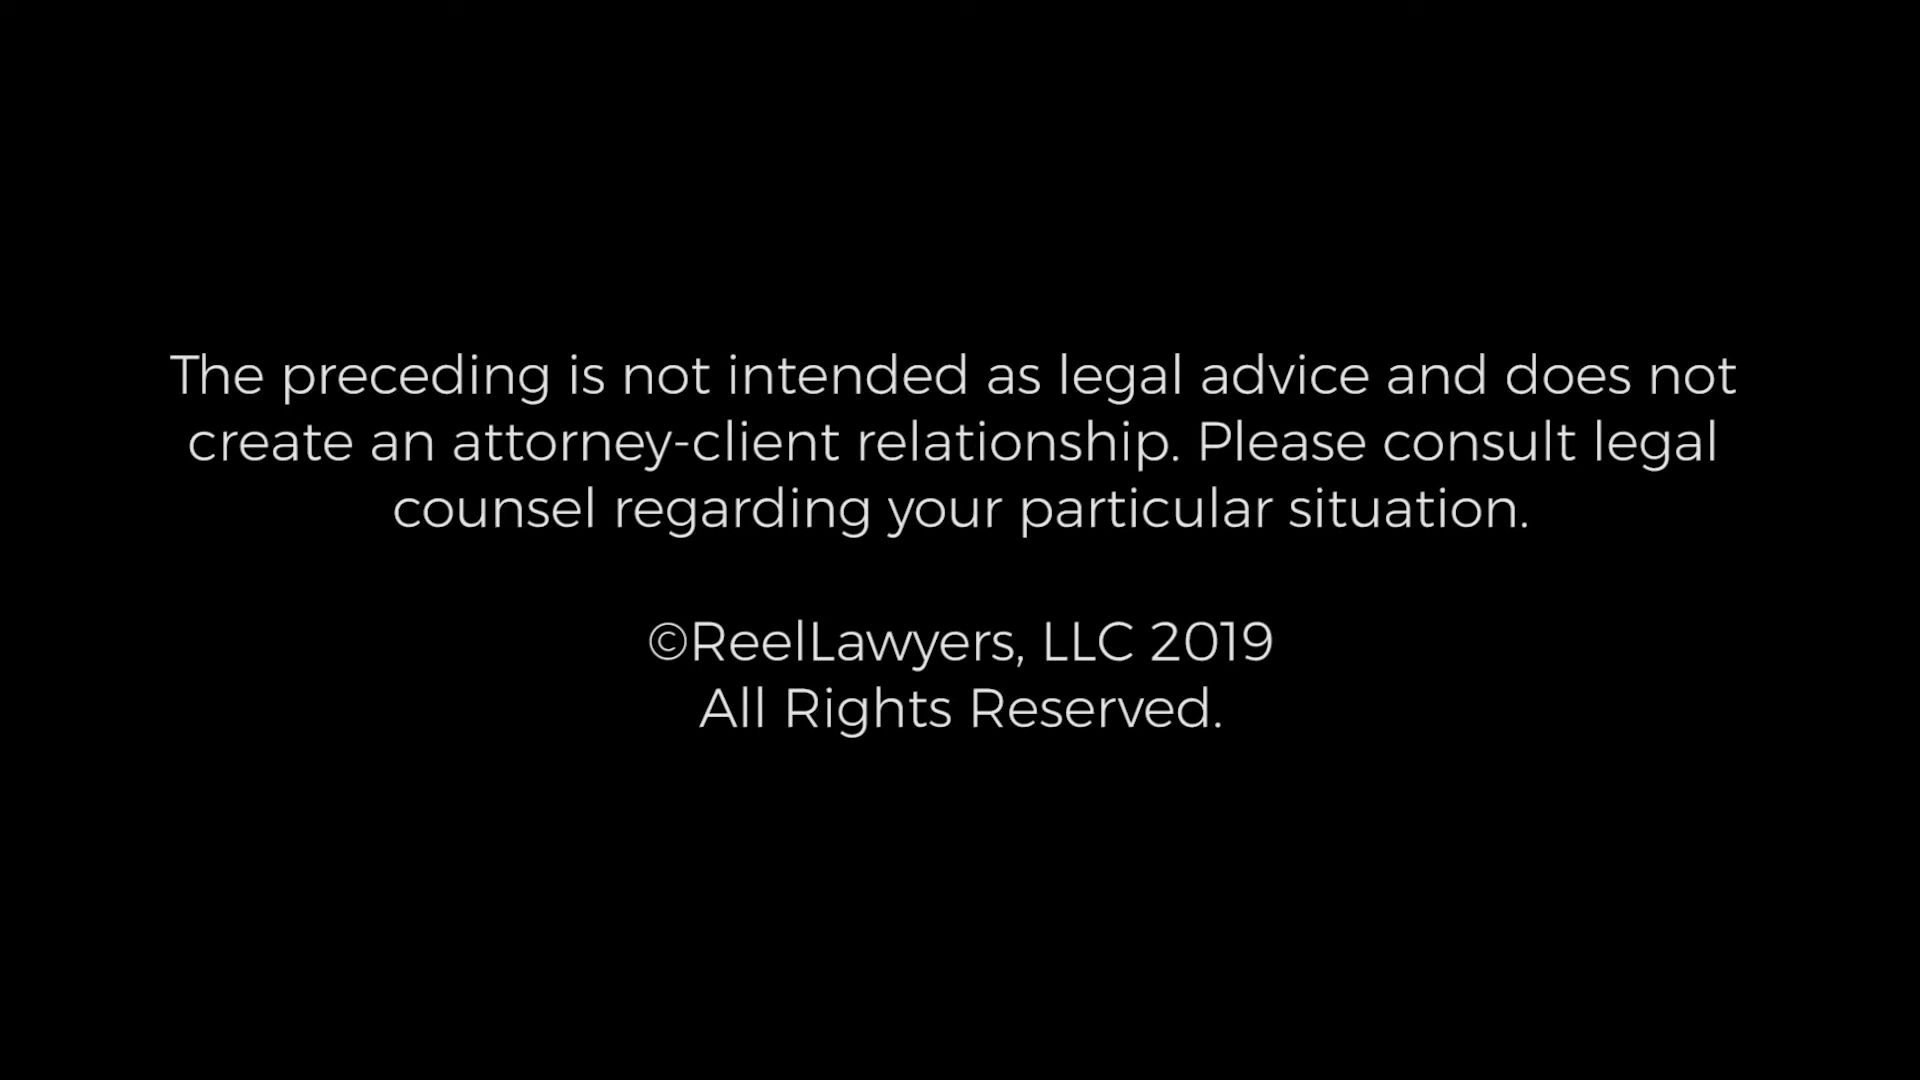 The preceding is not intended as legal advice and does not
create an attorney-client relationship. Please consult legal
counsel regarding your particular situation.
©ReelLawyers, LLC 2019
All Rights Reserved.